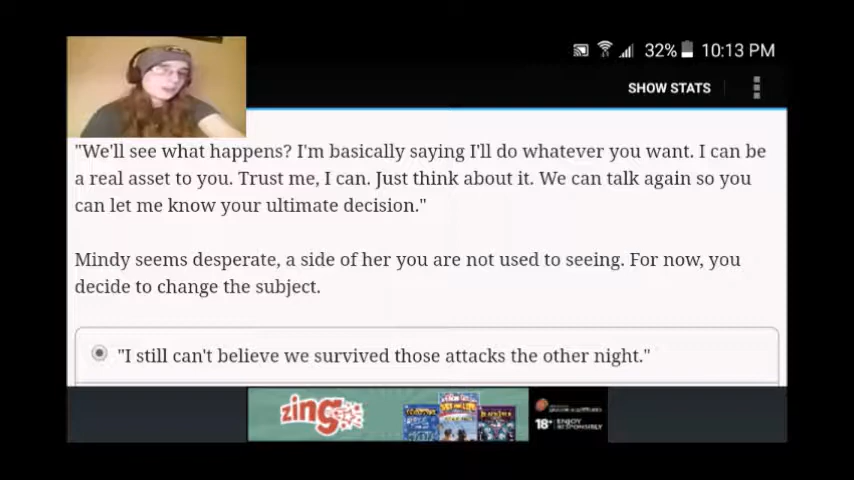 32% 10:13 PM
SHOW STATS
"We'll see what happens? I'm basically saying I'll do whatever you want. I can be
a real asset to you. Trust me, I can. Just think about it. We can talk again so you
can let me know your ultimate decision."
Mindy seems desperate, a side of her you are not used to seeing. For now, you
decide to change the subject.
"I still can't believe we survived those attacks the other night."
zing
18+ ENJOY
RESPONSIBLY